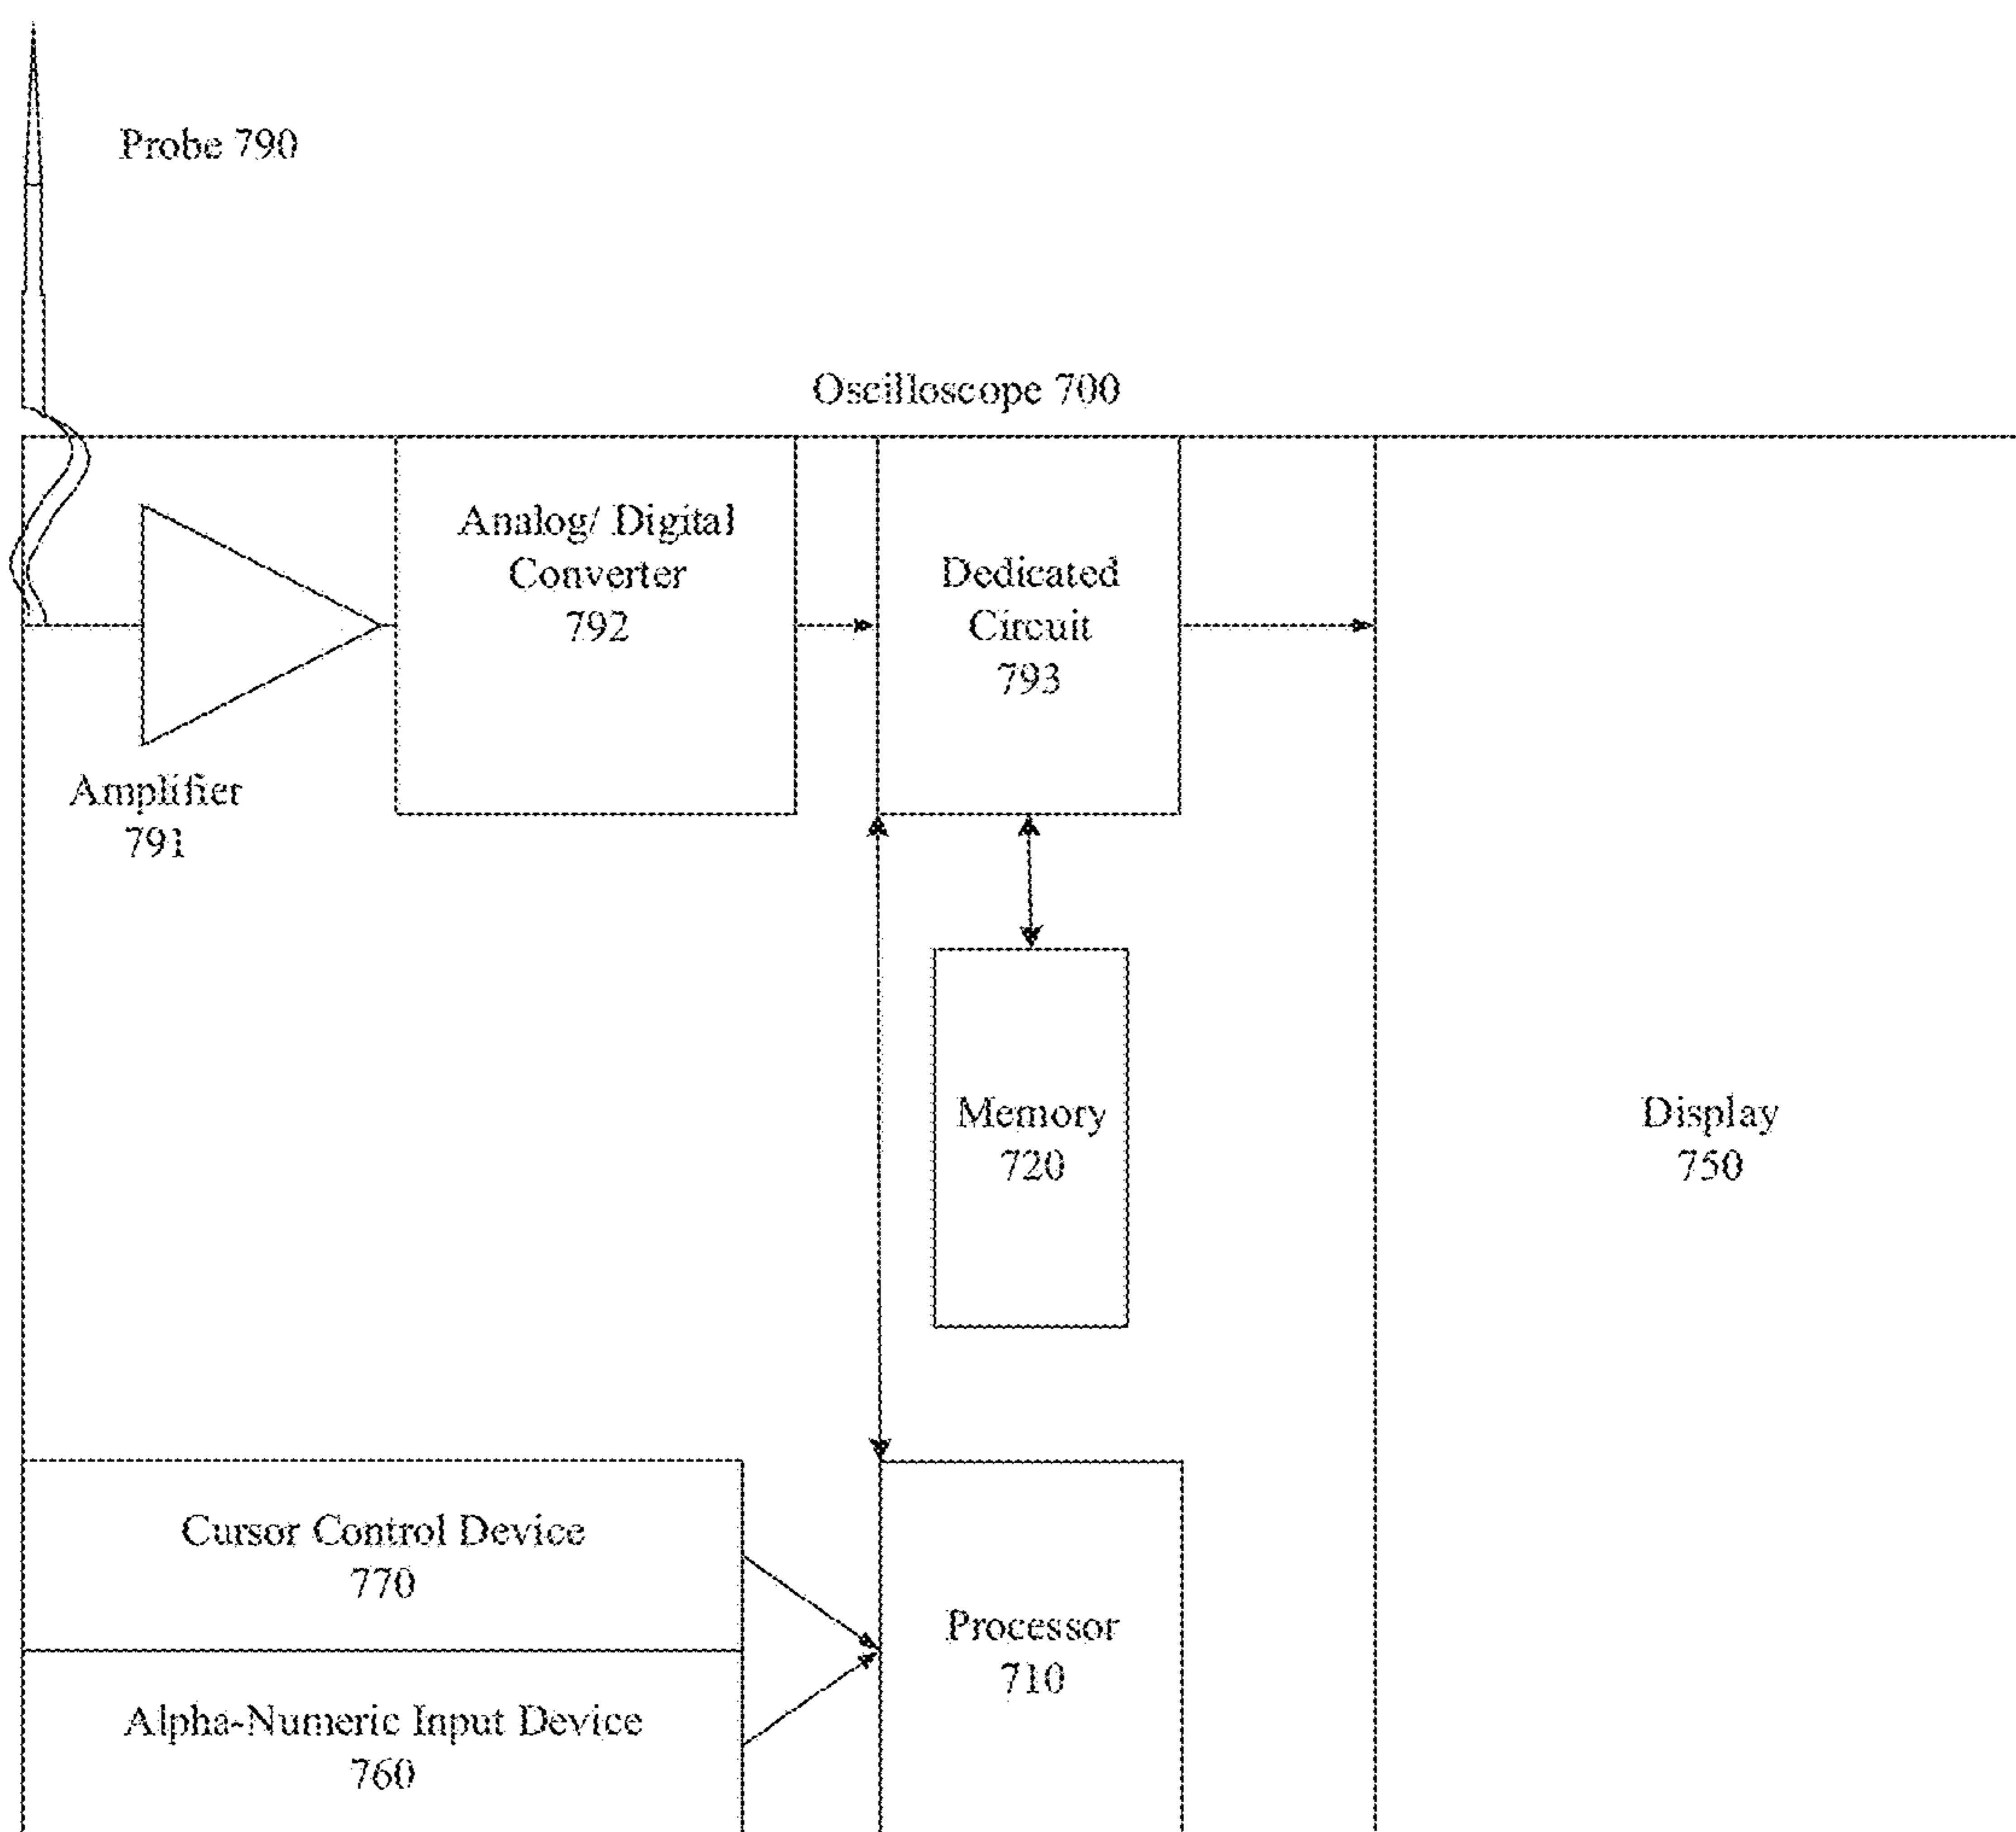 Probe 790
Oscilloscope 700
Analog/ Digital
Converter
792
Dedicated
Circuit
793
Amplifier
791
Memory
720
Display
750
Cursor Control Device
770
Processor
710
Alpha-Numeric Input Device
760